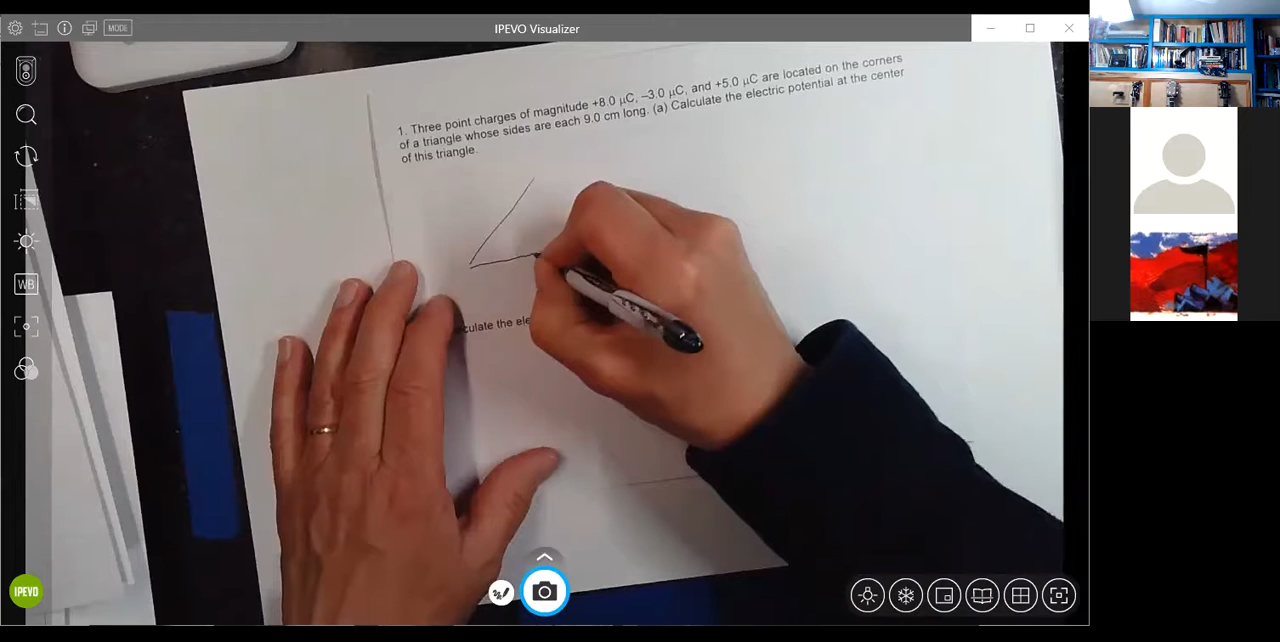 IPEVO Visualizer
MODE
1. Three point charges of magnitude +8.0 μC, –3.0 μC, and +5.0 μC are located on the corners
of a triangle whose sides are each 9.0 cm long. (a) Calculate the electric potential at the center
of this triangle.
WB
culate the ele
IPEVO